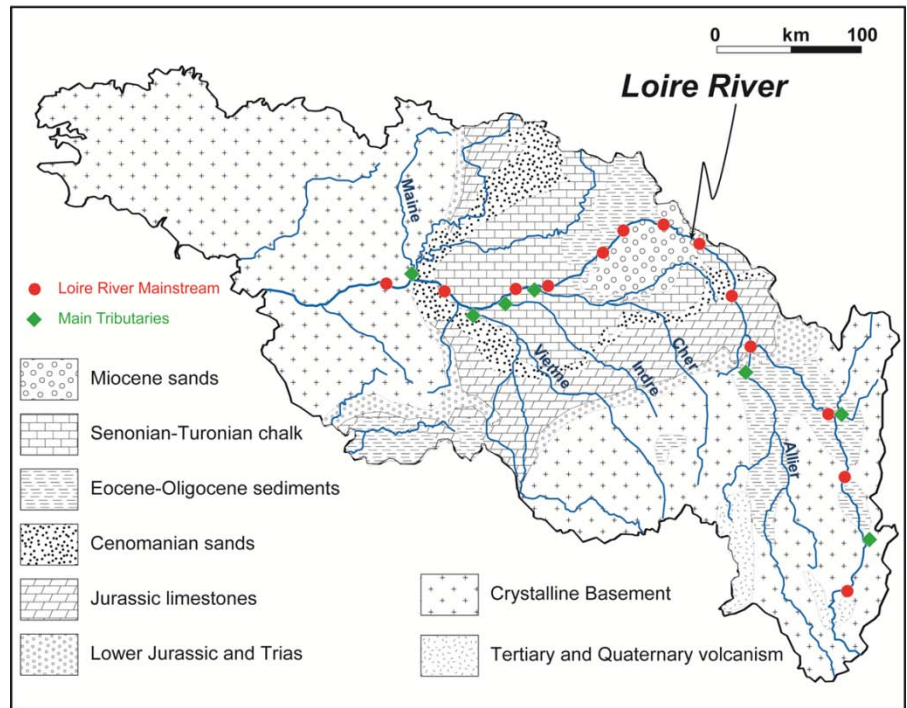 0 km 100
Loire River
Maine
Loire River Mainstream
Main Tributaries
Vienne
Indre
Cher
Allier
Miocene sands
Senonian-Turonian chalk
Eocene-Oligocene sediments
Cenomanian sands
Jurassic limestones
Lower Jurassic and Trias
Crystalline Basement
Tertiary and Quaternary volcanism